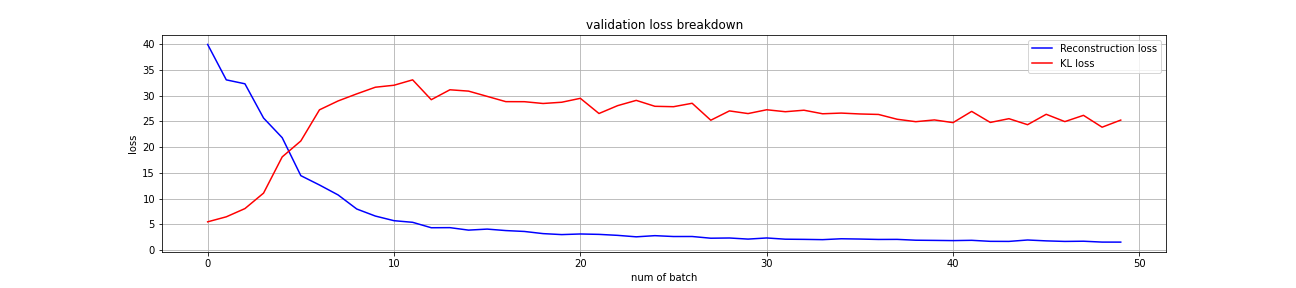 validation loss breakdown
Reconstruction loss
KL loss
40
35
30
25
20
15
10
5
0
loss
0 10 20 30 40 50
num of batch